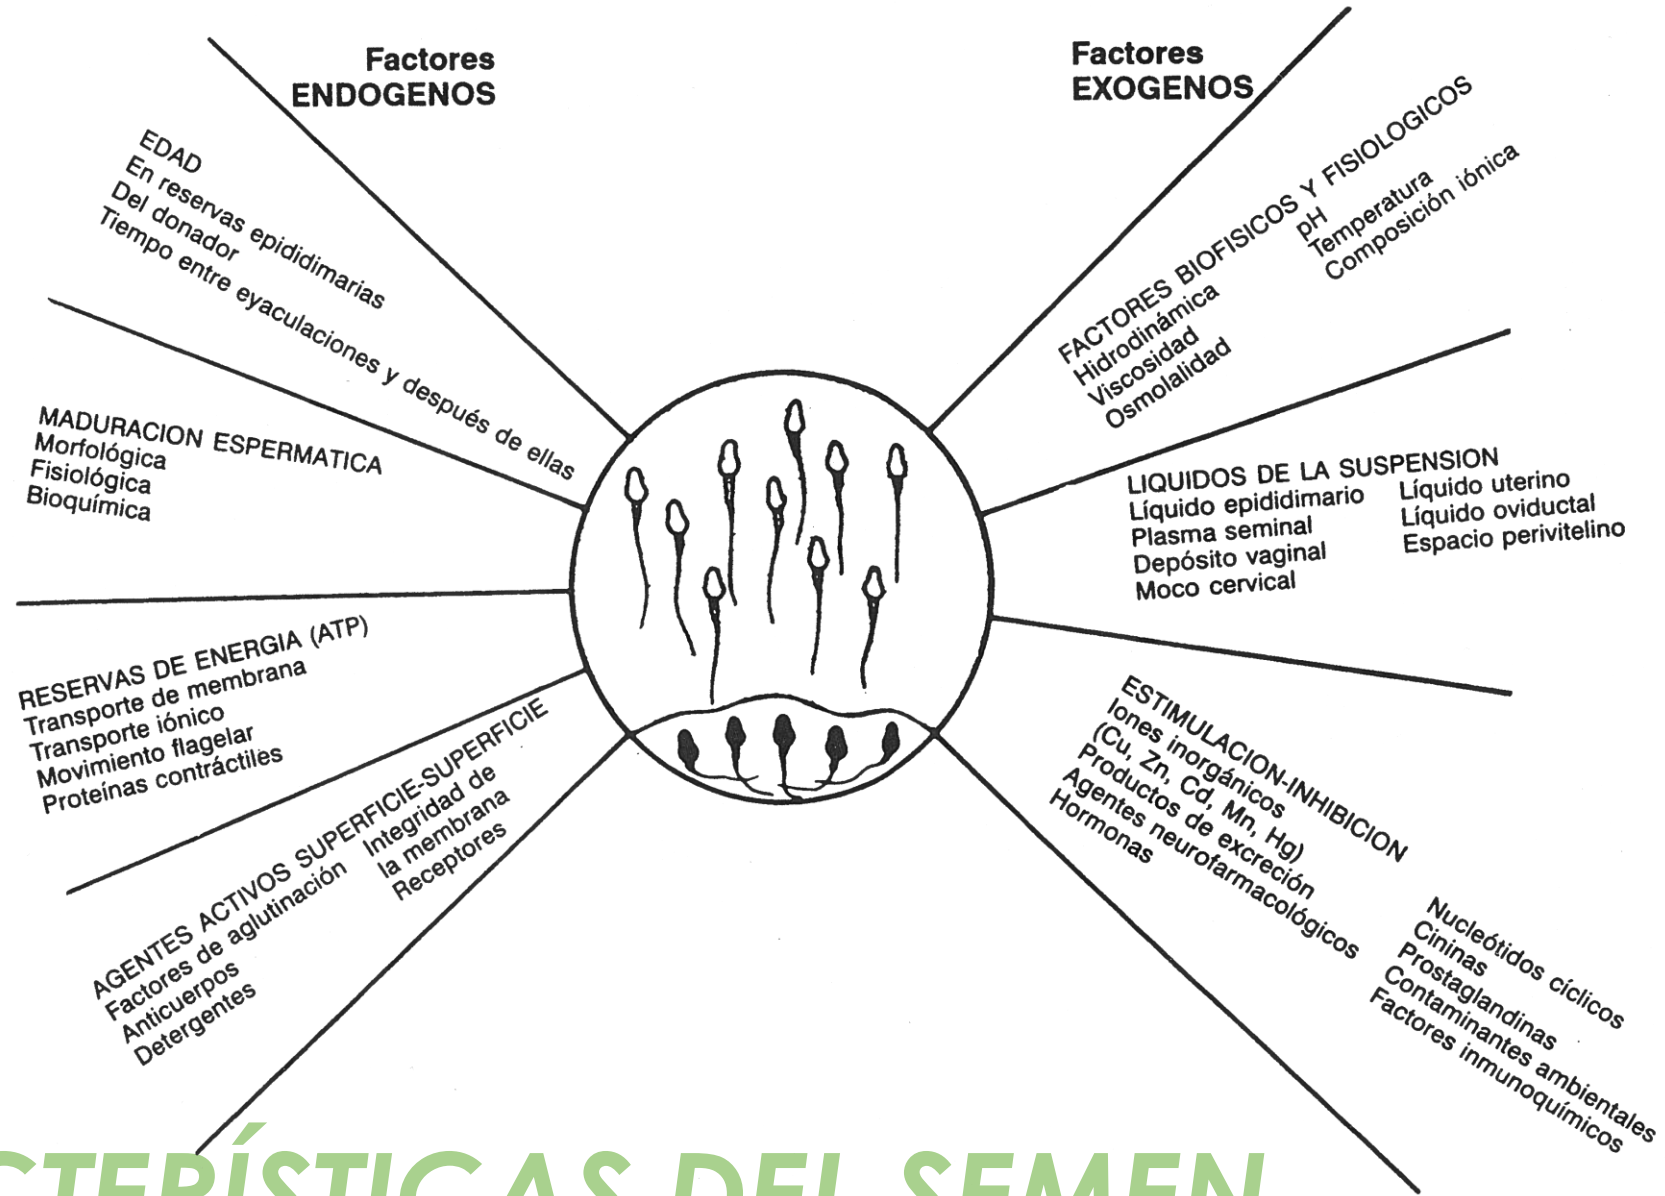 Factores
ENDOGENOS
EDAD
En reservas epididimarias
Del donador
Tiempo entre eyaculaciones y después de ellas
MADURACION ESPERMATICA
Morfológica
Fisiológica
Bioquímica
RESERVAS DE ENERGIA (ATP)
Transporte de membrana
Transporte iónico
Movimiento flagelar
Proteínas contráctiles
AGENTES ACTIVOS SUPERFICIE-SUPERFICIE
Factores de aglutinación
Anticuerpos
Detergentes
Integridad de
la membrana
Receptores
Factores
EXOGENOS
FACTORES BIOFISICOS Y FISIOLOGICOS
Hidrodinámica
Viscosidad
Osmolalidad
pH
Temperatura
Composición iónica
LIQUIDOS DE LA SUSPENSION
Líquido epididimario
Plasma seminal
Depósito vaginal
Moco cervical
Líquido uterino
Líquido oviductal
Espacio perivitelino
ESTIMULACION-INHIBICION
Iones inorgánicos
(Cu, Zn, Cd, Mn, Hg)
Productos de excreción
Agentes neurofarmacológicos
Hormonas
Nucleótidos cíclicos
Cininas
Prostaglandinas
Contaminantes ambientales
Factores inmunoquímicos
CTERÍSTICAS DEL SEMEN